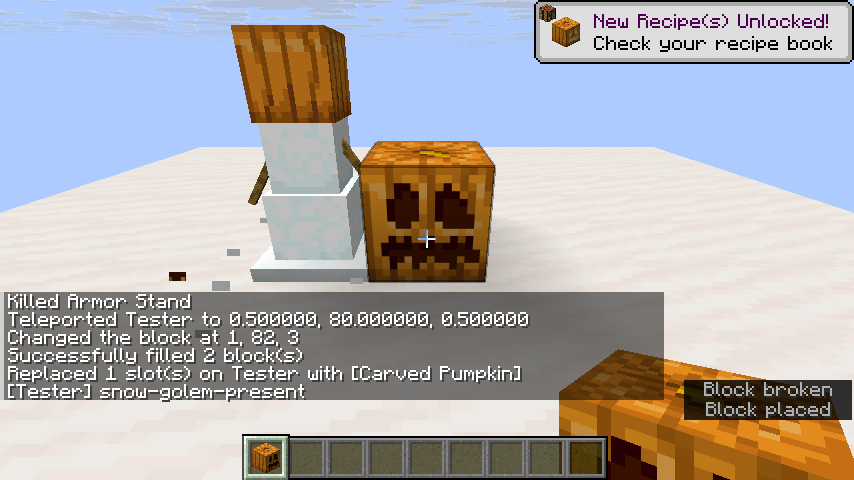 New Recipe(s) Unlocked!
Check your recipe book
Killed Armor Stand
Teleported Tester to 0.500000, 80.000000, 0.500000
Changed the block at 1, 82, 3
Successfully filled 2 block(s)
Replaced 1 slot(s) on Tester with [Carved Pumpkin]
[Tester] snow-golem-present
Block broken
Block placed